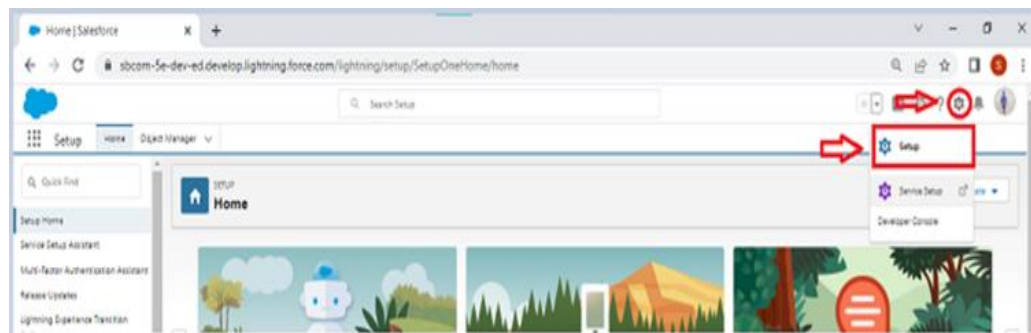 Home | Salesforce
sbcom-5e-dev-ed.develop.lightning.force.com/lightning/setup/SetupOneHome/home
S
Search Setup
?
Setup Home Object Manager
Setup
Quick Find
SETUP
Home
Service Setup
Developer Console
Setup Home
Service Setup Assistant
Multi-Factor Authentication Assistant
Release Updates
Lightning Experience Transition